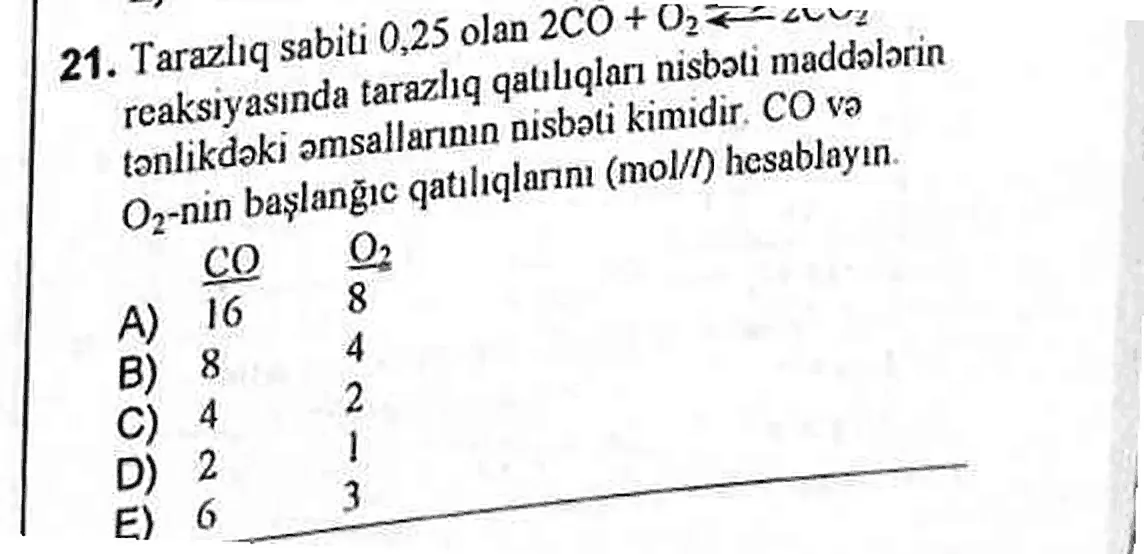 21. Tarazlıq sabiti 0,25 olan 2CO + O₂ ⇄ 2CO₂
reaksiyasında tarazlıq qatılıqları nisbəti maddələrin
tənlikdəki əmsallarının nisbəti kimidir. CO və
O₂-nin başlanğıc qatılıqlarını (mol/l) hesablayın.
CO O₂
A) 16 8
B) 8 4
C) 4 2
D) 2 1
E) 6 3